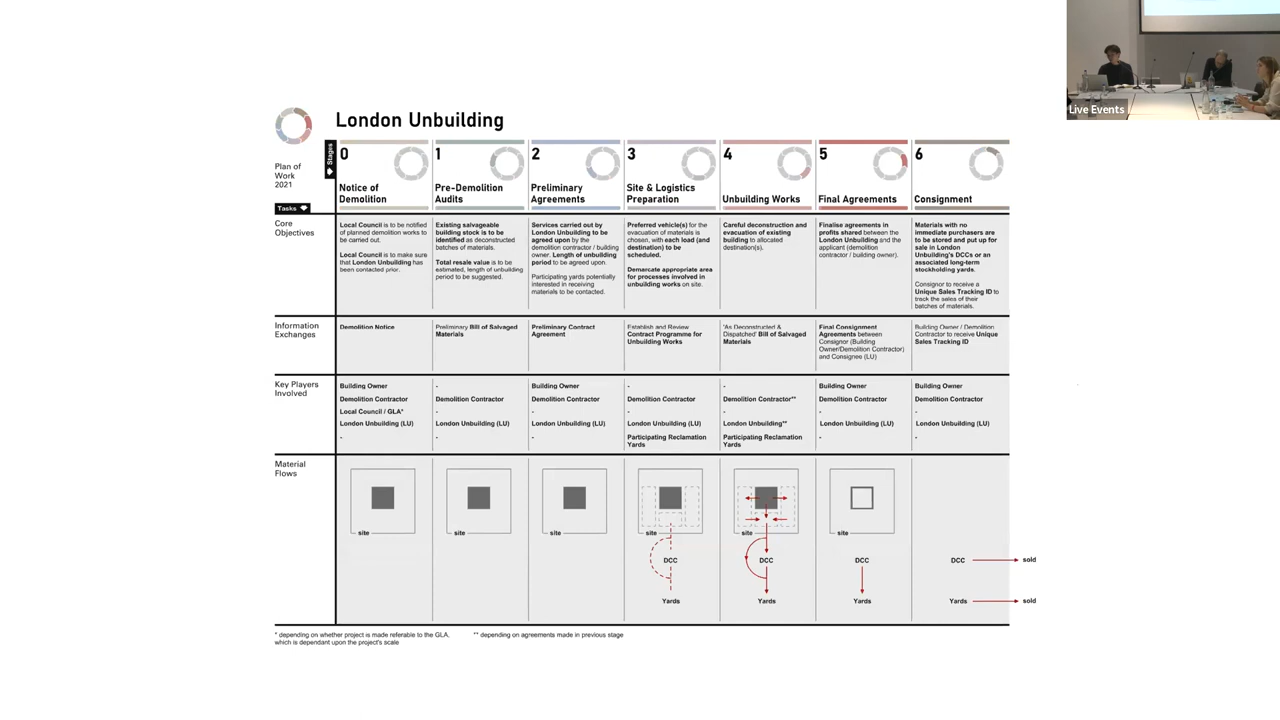 Live Events
London Unbuilding
Plan of
Work
2021
Stages
Tasks
0
Notice of
Demolition
1
Pre-Demolition
Audits
2
Preliminary
Agreements
3
Site & Logistics
Preparation
4
Unbuilding Works
5
Final Agreements
6
Consignment
Core
Objectives
Local Council is to be notified
of planned demolition works to
be carried out.
Local Council is to make sure
that London Unbuilding has
been contacted prior.
Existing salvageable
building stock is to be
identified as deconstructed
batches of materials.
Total resale value is to be
estimated, length of unbuilding
period to be suggested.
Services carried out by
London Unbuilding to be
agreed upon by the
demolition contractor / building
owner. Length of unbuilding
period to be agreed upon.
Participating yards potentially
interested in receiving
materials to be contacted.
Preferred vehicle(s) for the
evacuation of materials is
chosen, with each load (and
destination) to be
scheduled.
Demarcate appropriate area
for processes involved in
unbuilding works on site.
Careful deconstruction and
evacuation of existing
building to allocated
destination(s).
Finalise agreements in
profits shared between the
London Unbuilding and the
applicant (demolition
contractor / building owner).
Materials with no
immediate purchasers are
to be stored and put up for
sale in London
Unbuilding's DCCs or an
associated long-term
stockholding yards.
Consignor to receive a
Unique Sales Tracking ID to
track the sales of their
batches of materials.
Information
Exchanges
Demolition Notice
Preliminary Bill of Salvaged
Materials
Preliminary Contract
Agreement
Establish and Review
Contract Programme for
Unbuilding Works
'As Deconstructed &
Dispatched' Bill of Salvaged
Materials
Final Consignment
Agreements between
Consignor (Building
Owner/Demolition Contractor)
and Consignee (LU)
Building Owner / Demolition
Contractor to receive Unique
Sales Tracking ID
Key Players
Involved
Building Owner
Demolition Contractor
Local Council / GLA*
London Unbuilding (LU)
-
-
Demolition Contractor
-
London Unbuilding (LU)
-
Building Owner
Demolition Contractor
-
London Unbuilding (LU)
-
-
Demolition Contractor
-
London Unbuilding (LU)
Participating Reclamation
Yards
-
Demolition Contractor**
-
London Unbuilding**
Participating Reclamation
Yards
Building Owner
Demolition Contractor
-
London Unbuilding (LU)
-
Building Owner
Demolition Contractor
-
London Unbuilding (LU)
-
Material
Flows
site
site
site
site
DCC
Yards
site
DCC
Yards
site
DCC
Yards
DCC
sold
Yards
sold
* depending on whether project is made referable to the GLA,
which is dependant upon the project's scale
** depending on agreements made in previous stage